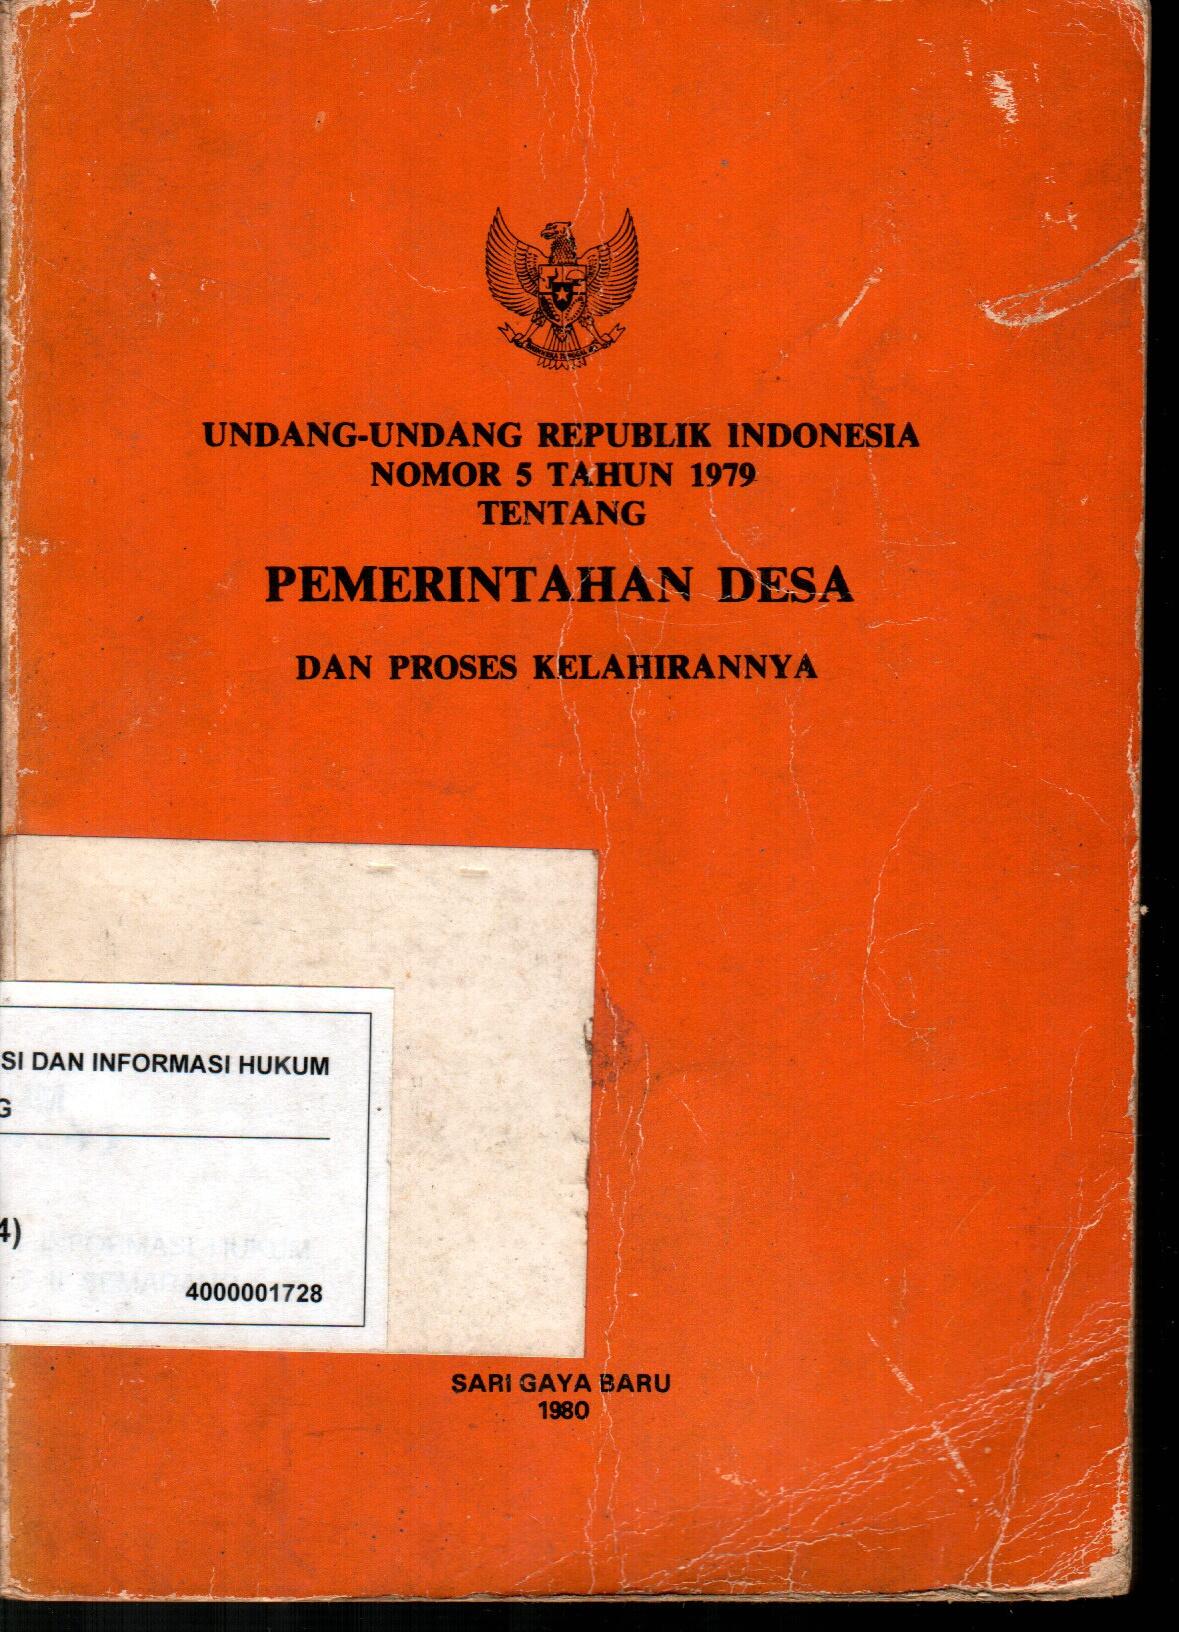 UNDANG-UNDANG REPUBLIK INDONESIA
NOMOR 5 TAHUN 1979
TENTANG
PEMERINTAHAN DESA
DAN PROSES KELAHIRANNYA
SI DAN INFORMASI HUKUM
G
4)
4000001728
SARI GAYA BARU
1980